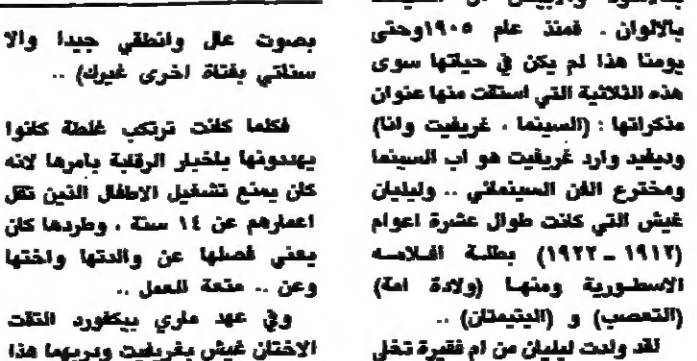 بالالوان . فمنذ عام ١٩٠٥ وحتى
يومنا هذا لم يكن في حياتها سوى
هذه الثلاثية التي استقت منها عنوان
مذكراتها : (السينما ، غريفيت وانا)
وديفيد وارد غريفيت هو اب السينما
ومخترع الفن السينمائي .. وليليان
غيش التي كانت طوال عشرة اعوام
(١٩١٢ - ١٩٢٢) بطلة افلامه
الاسطورية ومنها (ولادة امة)
(التعصب) و (اليتيمتان) ..
لقد ولدت ليليان من ام فقيرة تخلى
بصوت عال وانطقي جيدا والا
سناتي بفتاة اخرى غيرك) ..
فكلما كانت ترتكب غلطة كانوا
يهددونها باخبار الرقابة بامرها لانه
كان يمنع تشغيل الاطفال الذين تقل
اعمارهم عن ١٤ سنة ، وطردها كان
يعني فصلها عن والدتها واختها
وعن .. متعة العمل ..
وفي عهد ماري بيكفورد التقت
الاختان غيش بغريفيت ودربهما هذا